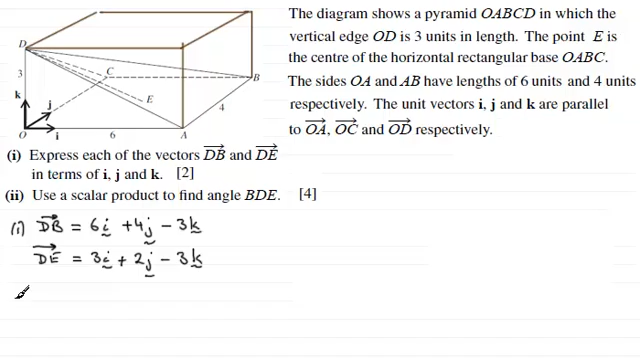 The diagram shows a pyramid OABCD in which the
vertical edge OD is 3 units in length. The point E is
the centre of the horizontal rectangular base OABC.
The sides OA and AB have lengths of 6 units and 4 units
respectively. The unit vectors i, j and k are parallel
to OA, OC and OD respectively.
D
C
B
3
E
k
j
4
O
i
6
A
(i) Express each of the vectors DB and DE
in terms of i, j and k. [2]
(ii) Use a scalar product to find angle BDE. [4]
(i) DB = 6i + 4j - 3k
DE = 3i + 2j - 3k